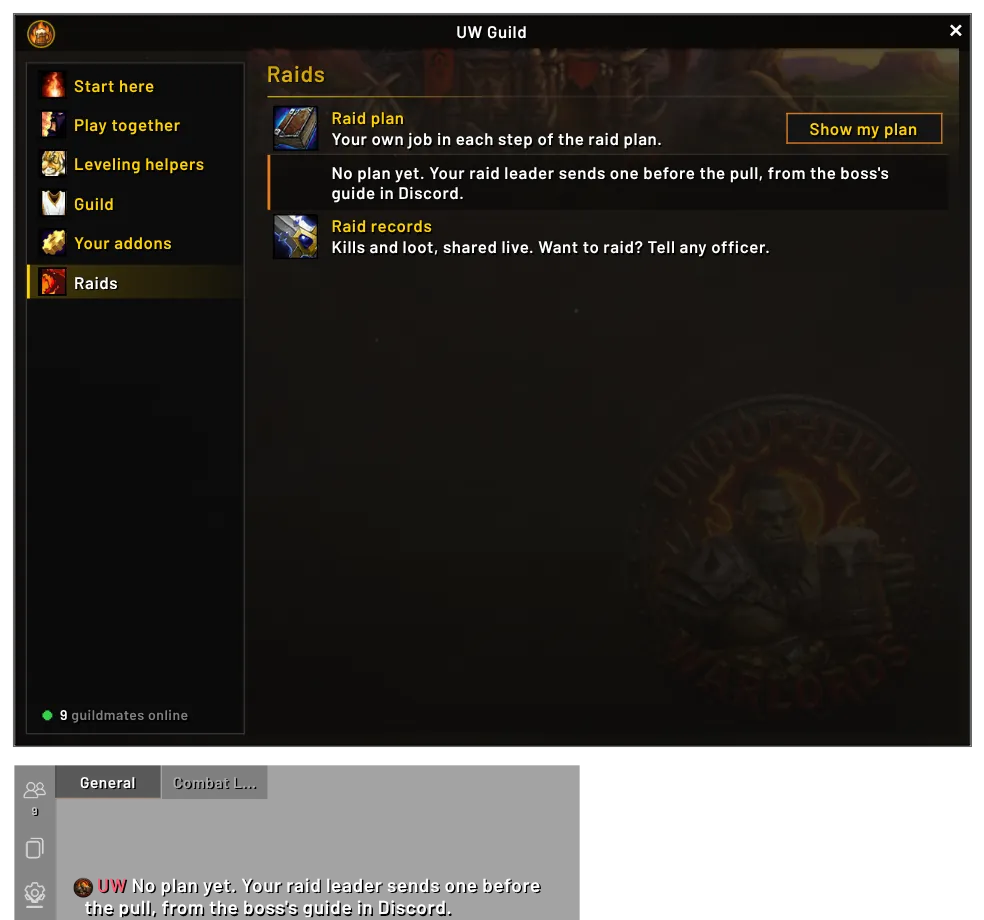 UW Guild
Start here
Play together
Leveling helpers
Guild
Your addons
Raids
9 guildmates online
Raids
Raid plan
Your own job in each step of the raid plan.
Show my plan
No plan yet. Your raid leader sends one before the pull, from the boss's
guide in Discord.
Raid records
Kills and loot, shared live. Want to raid? Tell any officer.
UNBOTHERED
WARLORDS
General
Combat L...
9
UW No plan yet. Your raid leader sends one before
the pull, from the boss's guide in Discord.